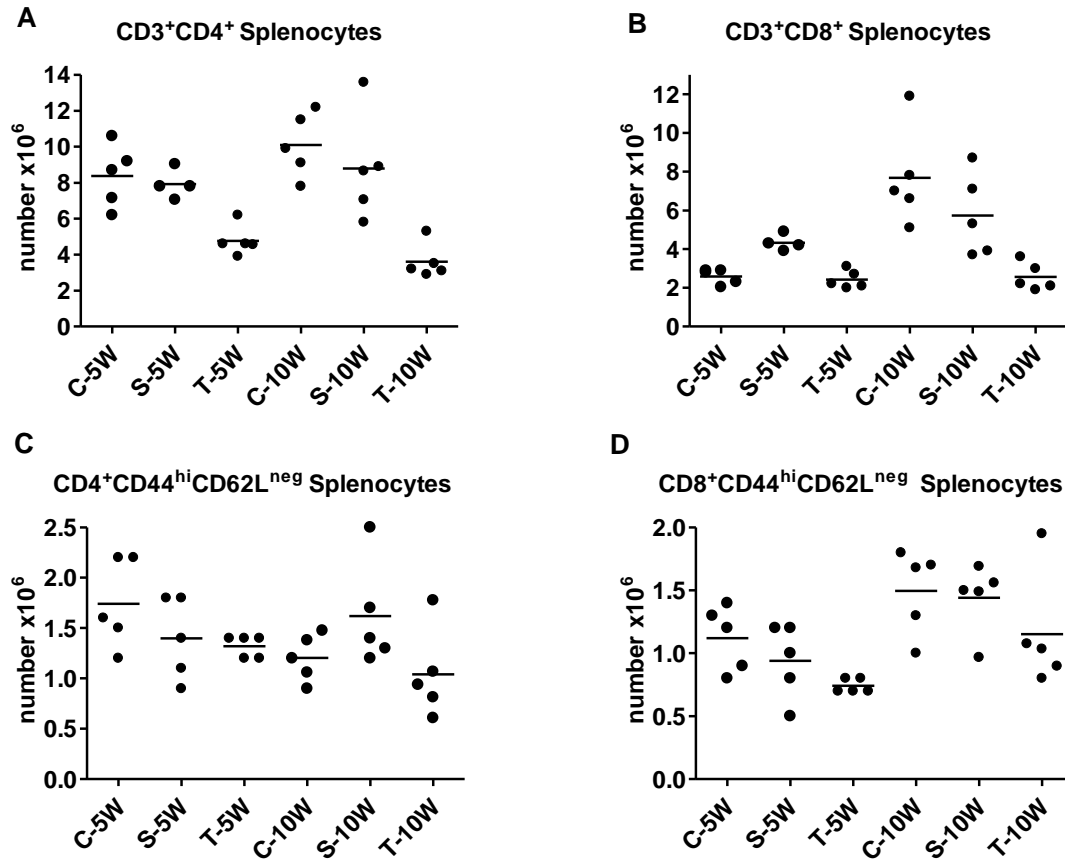 A
CD3⁺CD4⁺ Splenocytes
number x10⁶
14
12
10
8
6
4
2
0
C-5W
S-5W
T-5W
C-10W
S-10W
T-10W
B
CD3⁺CD8⁺ Splenocytes
number x10⁶
12
10
8
6
4
2
0
C-5W
S-5W
T-5W
C-10W
S-10W
T-10W
C
CD4⁺CD44ʰⁱCD62Lⁿᵉᵍ Splenocytes
number x10⁶
2.5
2.0
1.5
1.0
0.5
0.0
C-5W
S-5W
T-5W
C-10W
S-10W
T-10W
D
CD8⁺CD44ʰⁱCD62Lⁿᵉᵍ Splenocytes
number x10⁶
2.0
1.5
1.0
0.5
0.0
C-5W
S-5W
T-5W
C-10W
S-10W
T-10W